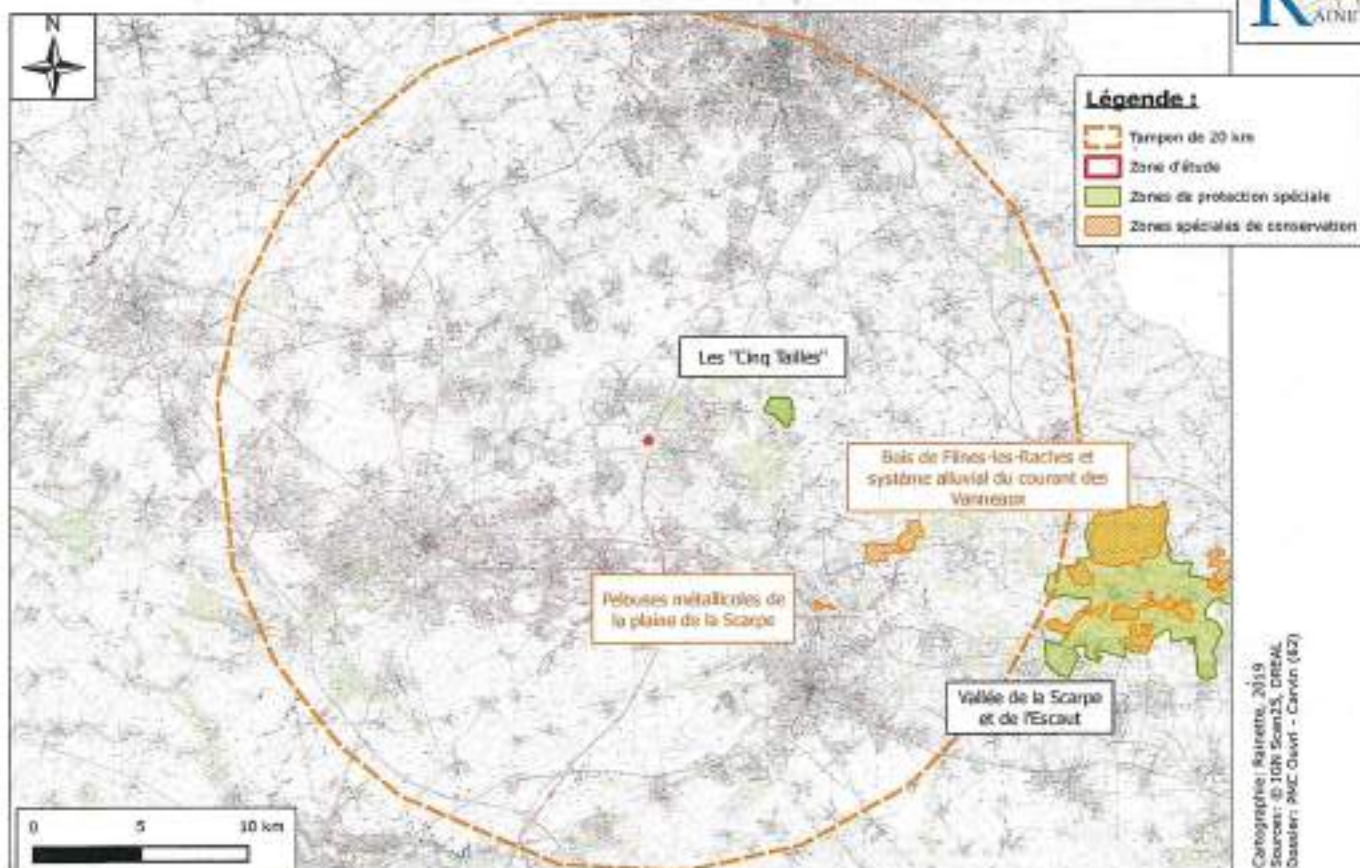 N
Légende :
Tampon de 20 km
Zone d'étude
Zones de protection spéciale
Zones spéciales de conservation
Les "Cinq Tailles"
Bois de Flines-les-Raches et
système alluvial du courant des
Vanneaux
Pelouses métallicoles de
la plaine de la Scarpe
Vallée de la Scarpe
et de l'Escaut
0 5 10 km
Cartographie: Rainette, 2019
Sources: © IGN Scan25, DREAL
Dossier: PMC Ouvri - Carvin (62)